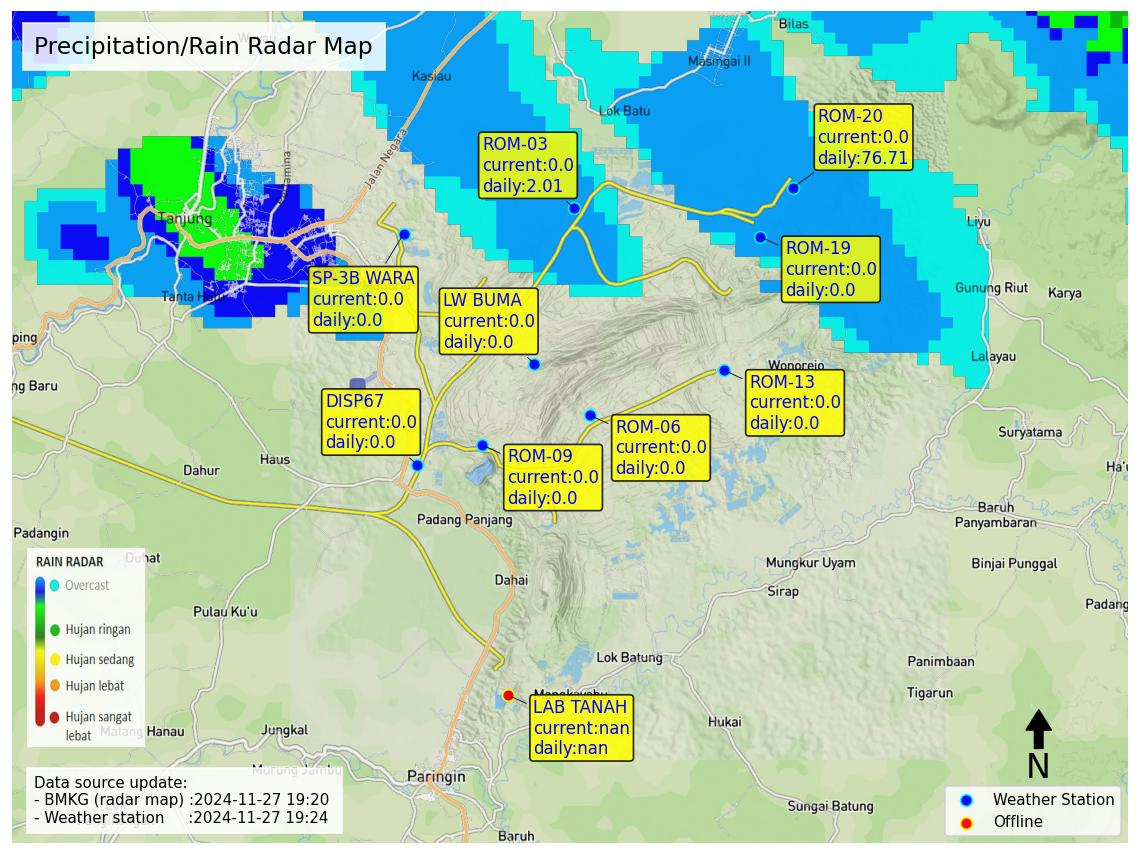 Precipitation/Rain Radar Map
Bilas
Masingai II
Kasiau
Lok Batu
Jalan Negara
ROM-20
current:0.0
daily:76.71
ROM-03
current:0.0
daily:2.01
Tanjung
Liyu
ROM-19
current:0.0
daily:0.0
SP-3B WARA
current:0.0
daily:0.0
LW BUMA
current:0.0
daily:0.0
Gunung Riut
Karya
Lalayau
Wonorejo
ROM-13
current:0.0
daily:0.0
DISP67
current:0.0
daily:0.0
ROM-06
current:0.0
daily:0.0
ROM-09
current:0.0
daily:0.0
ping
ng Baru
Suryatama
Ha'u
Dahur
Haus
Padang Panjang
Baruh
Panyambaran
Padangin
Duhat
Binjai Punggal
Mungkur Uyam
Sirap
Padang
Dahai
Pulau Ku'u
RAIN RADAR
Overcast
Hujan ringan
Hujan sedang
Hujan lebat
Hujan sangat
lebat
Lok Batung
Panimbaan
Tigarun
LAB TANAH
current:nan
daily:nan
Hukai
Matang Hanau
Jungkal
Murung Jambu
Paringin
Sungai Batung
Baruh
N
Data source update:
- BMKG (radar map) :2024-11-27 19:20
- Weather station :2024-11-27 19:24
Weather Station
Offline